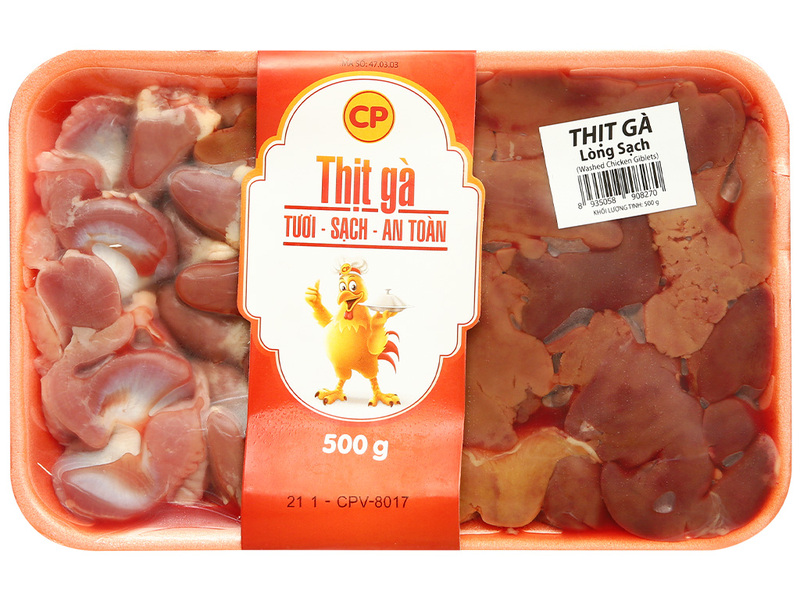 MÃ SỐ: 47.03.03
CP
Thịt gà
TƯƠI - SẠCH - AN TOÀN
CP
500 g
21 1 - CPV-8017
THỊT GÀ
Lòng Sạch
(Washed Chicken Giblets)
8 935058 908270
KHỐI LƯỢNG TỊNH: 500 g